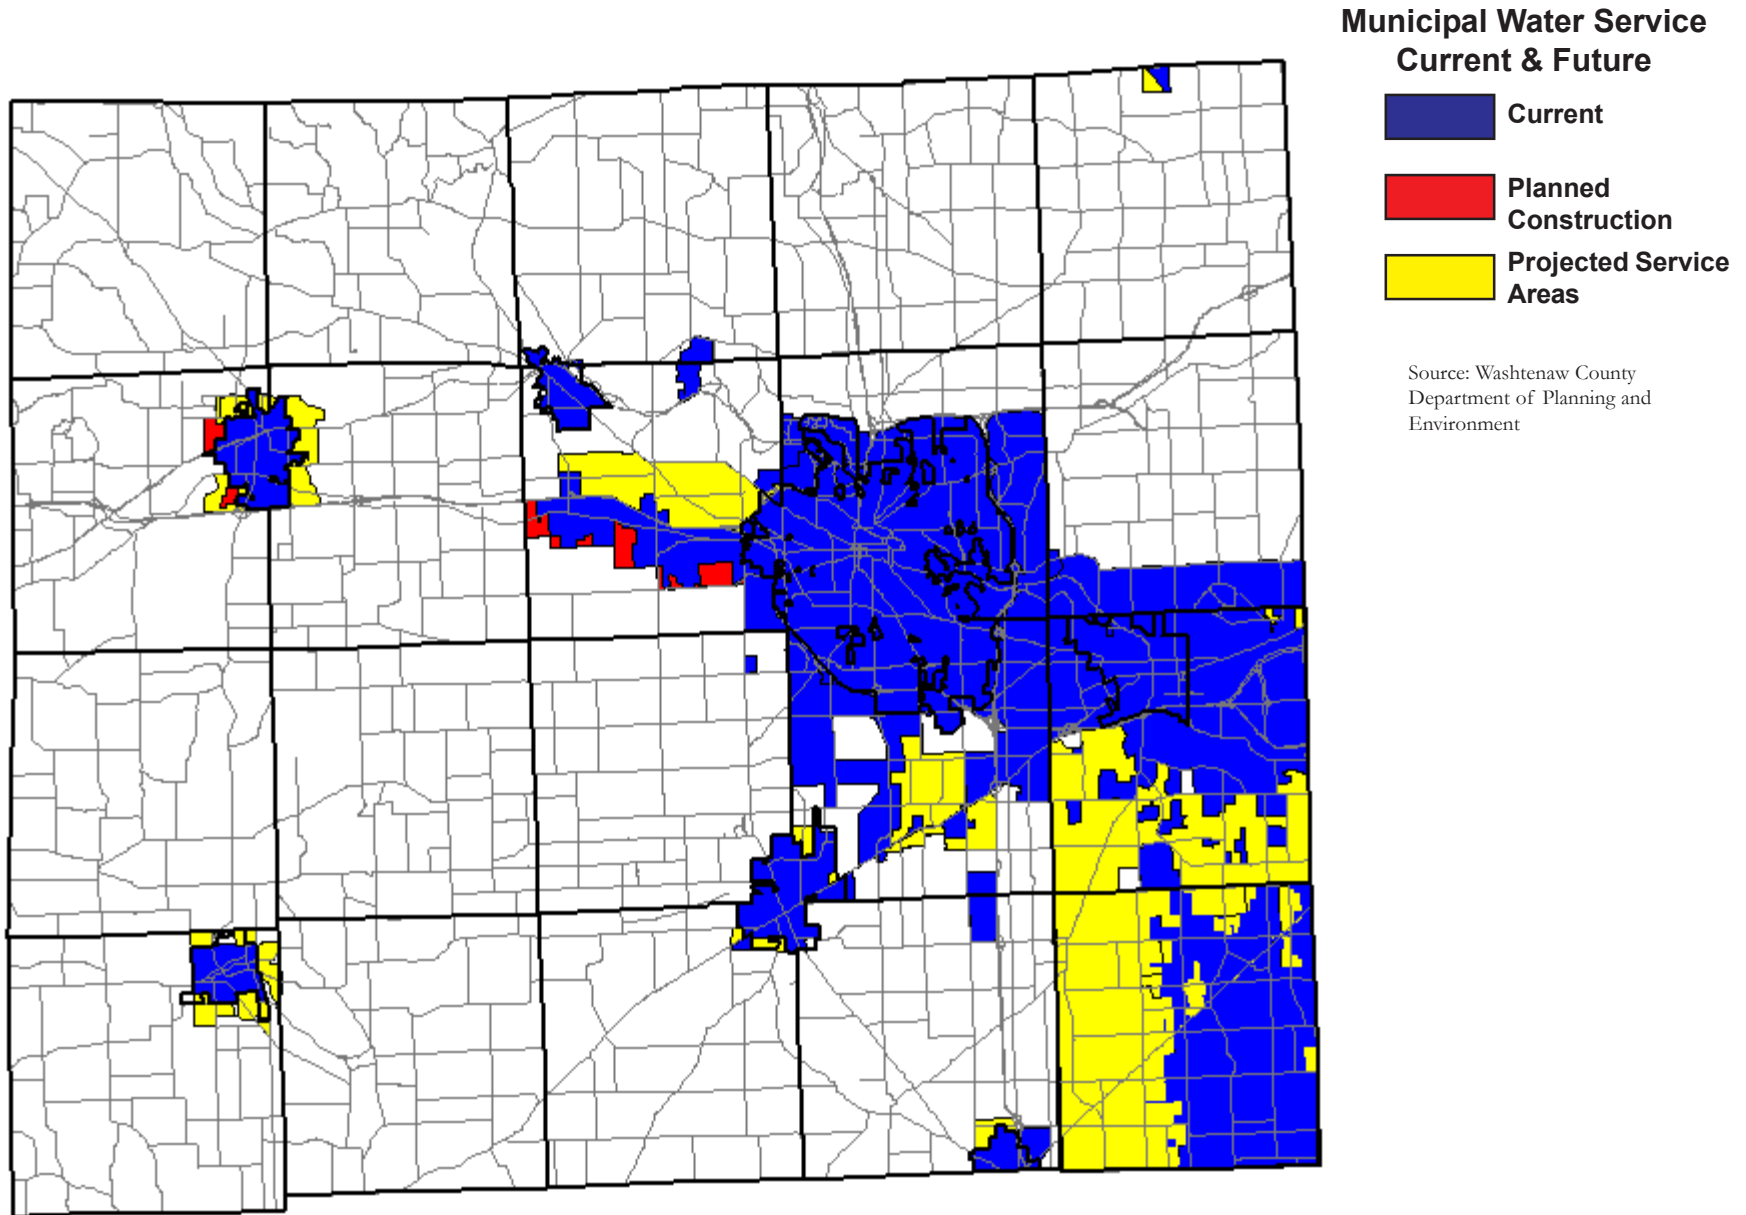 Municipal Water Service
Current & Future
Current
Planned
Construction
Projected Service
Areas
Source: Washtenaw County
Department of Planning and
Environment